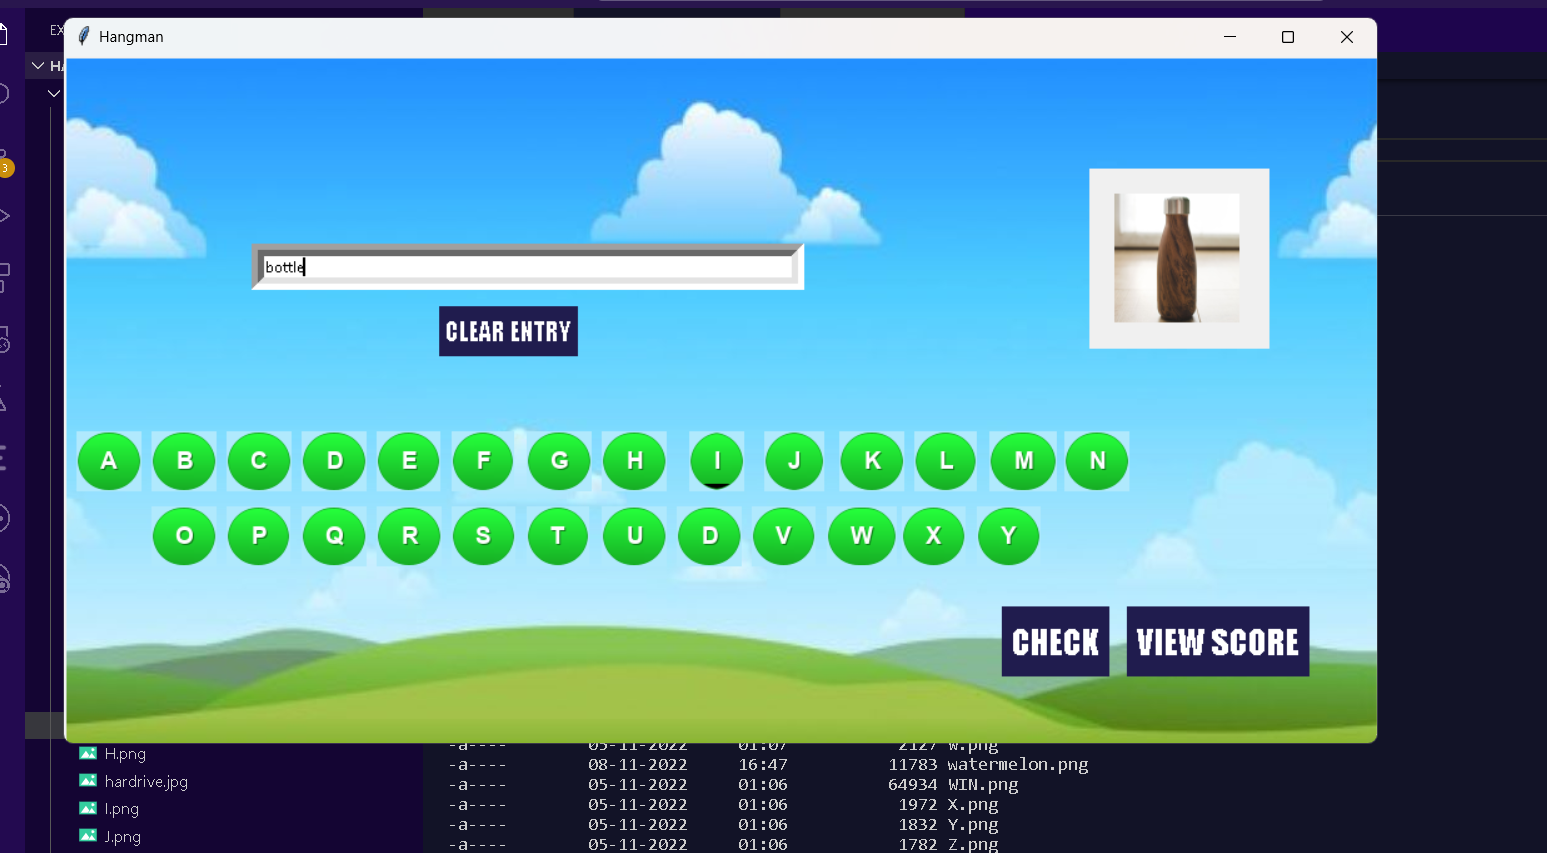 EX
Hangman
HA
3
bottle
CLEAR ENTRY
A B C D E F G H I J K L M N
O P Q R S T U D V W X Y
CHECK VIEW SCORE
H.png
hardrive.jpg
I.png
J.png
-a---- 05-11-2022 01:07 2127 W.png
-a---- 08-11-2022 16:47 11783 watermelon.png
-a---- 05-11-2022 01:06 64934 WIN.png
-a---- 05-11-2022 01:06 1972 X.png
-a---- 05-11-2022 01:06 1832 Y.png
-a---- 05-11-2022 01:06 1782 Z.png